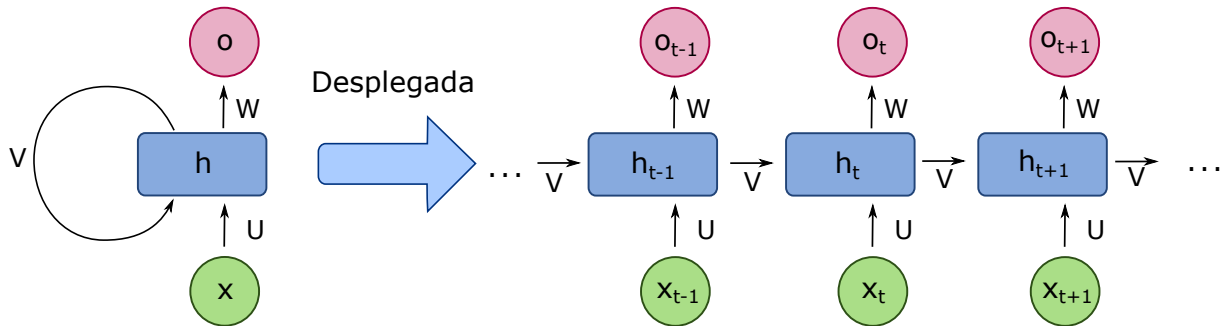 o
W
V
h
U
x
Desplegada
... V
o_{t-1}
W
h_{t-1}
V
U
x_{t-1}
o_t
W
h_t
V
U
x_t
o_{t+1}
W
h_{t+1}
V
U
x_{t+1}
...